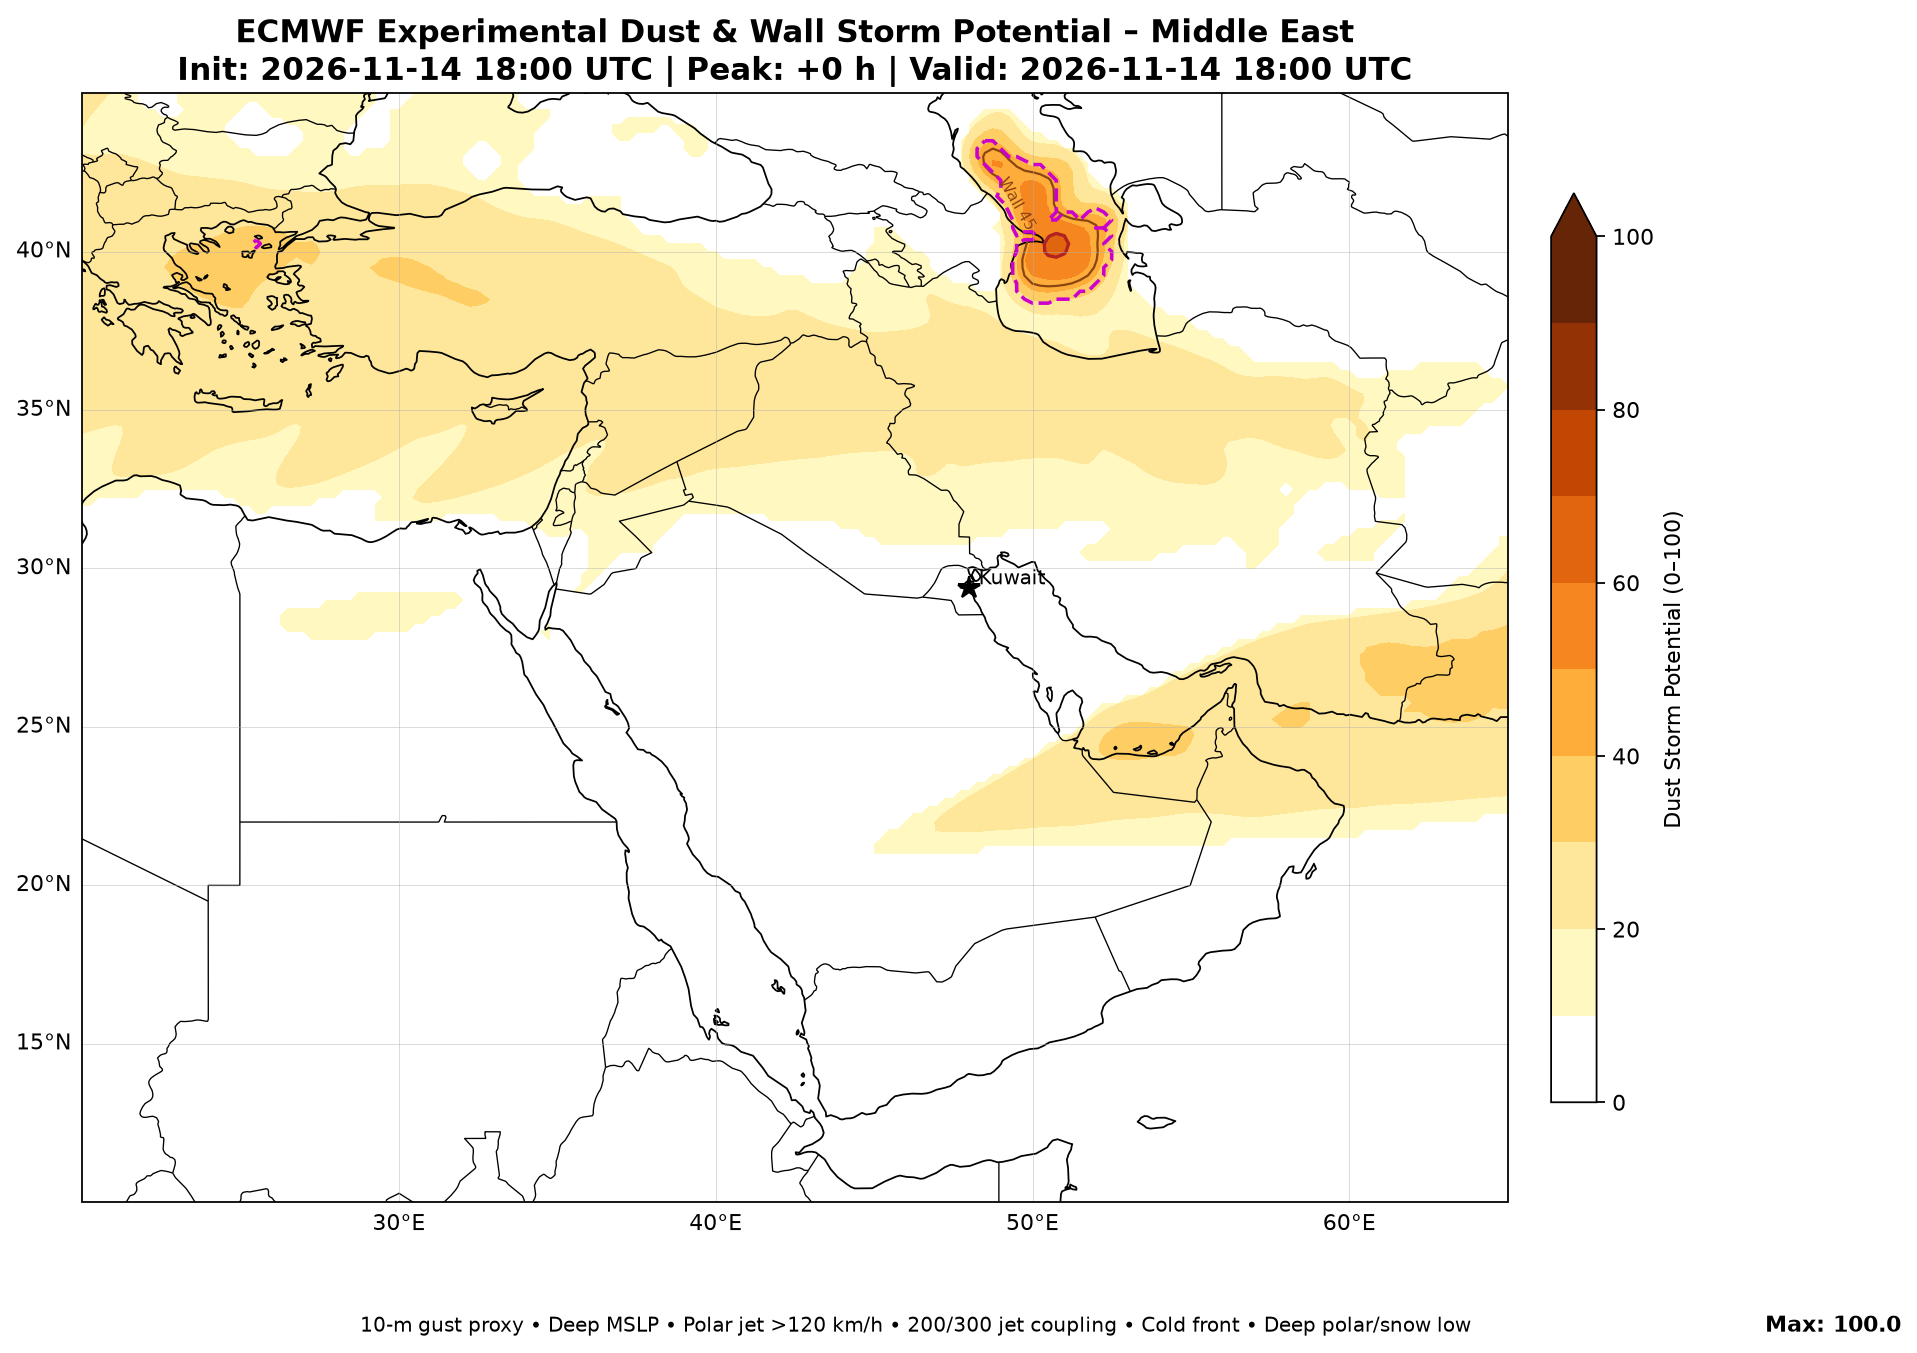 ECMWF Experimental Dust & Wall Storm Potential – Middle East
Init: 2026-11-14 18:00 UTC | Peak: +0 h | Valid: 2026-11-14 18:00 UTC
Wall 45
40°N
35°N
30°N
25°N
20°N
15°N
Kuwait
30°E
40°E
50°E
60°E
100
80
60
40
20
0
Dust Storm Potential (0–100)
10-m gust proxy • Deep MSLP • Polar jet >120 km/h • 200/300 jet coupling • Cold front • Deep polar/snow low
Max: 100.0